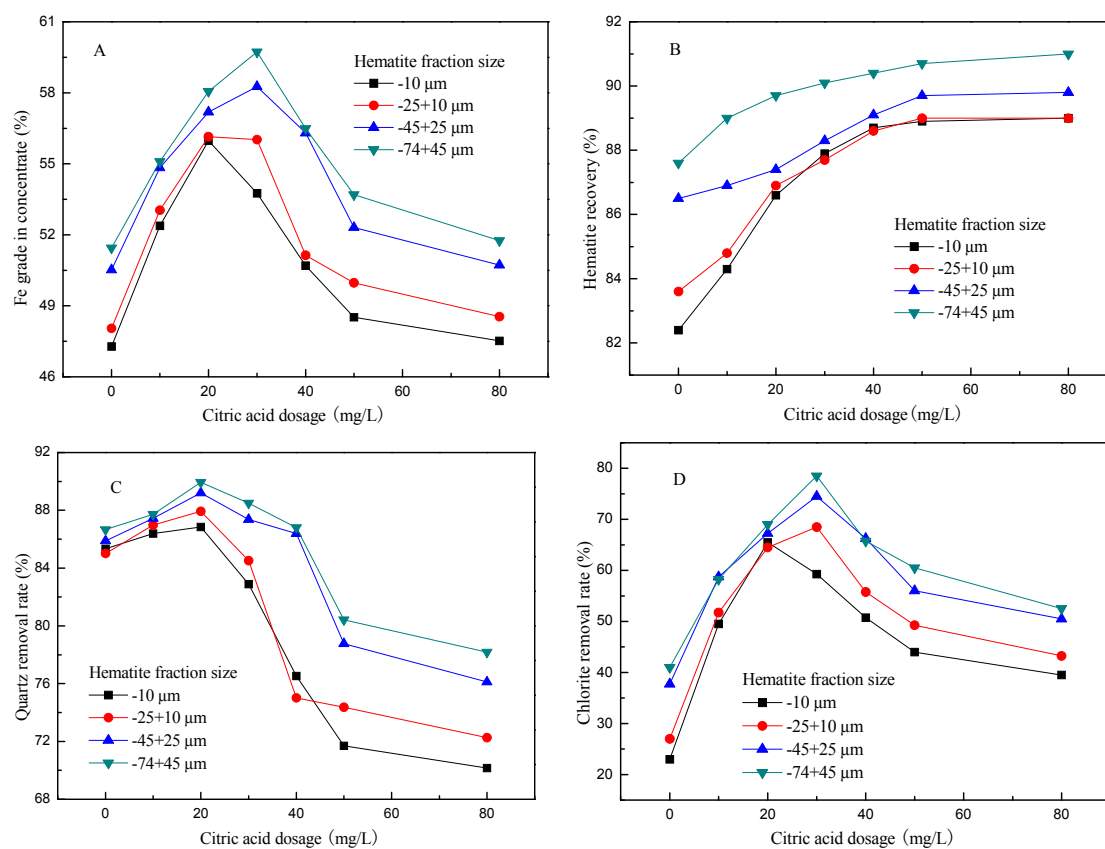 A
Hematite fraction size
-10 μm
-25+10 μm
-45+25 μm
-74+45 μm
61
58
55
52
49
46
Fe grade in concentrate (%)
0 20 40 60 80
Citric acid dosage (mg/L)
B
92
90
88
86
84
82
Hematite recovery (%)
Hematite fraction size
-10 μm
-25+10 μm
-45+25 μm
-74+45 μm
0 20 40 60 80
Citric acid dosage (mg/L)
C
92
88
84
80
76
72
68
Quartz removal rate (%)
Hematite fraction size
-10 μm
-25+10 μm
-45+25 μm
-74+45 μm
0 20 40 60 80
Citric acid dosage (mg/L)
D
80
70
60
50
40
30
20
Chlorite removal rate (%)
Hematite fraction size
-10 μm
-25+10 μm
-45+25 μm
-74+45 μm
0 20 40 60 80
Citric acid dosage (mg/L)